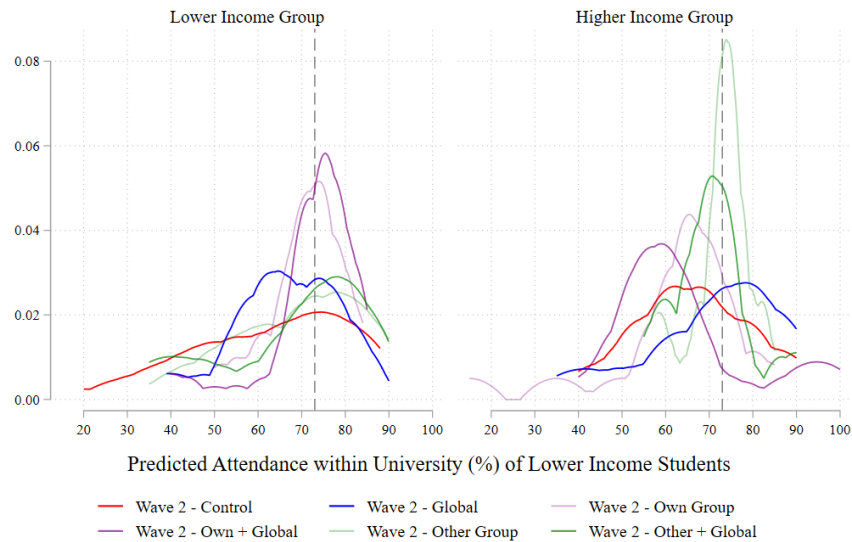 Lower Income Group Higher Income Group
0.08
0.06
0.04
0.02
0.00
20 30 40 50 60 70 80 90 100 20 30 40 50 60 70 80 90 100
Predicted Attendance within University (%) of Lower Income Students
Wave 2 - Control Wave 2 - Global Wave 2 - Own Group
Wave 2 - Own + Global Wave 2 - Other Group Wave 2 - Other + Global